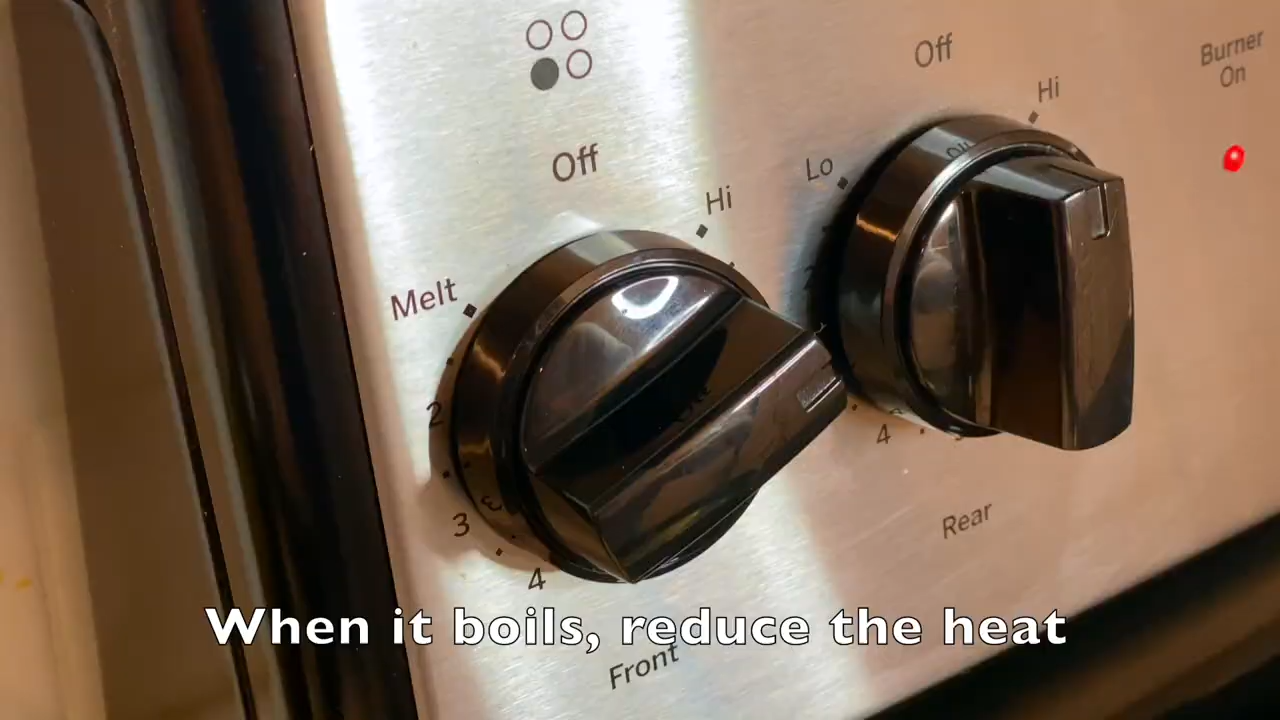 Off
Hi
Melt
2
3
4
Front
Off
Hi
Lo
4
Rear
Burner
On
When it boils, reduce the heat